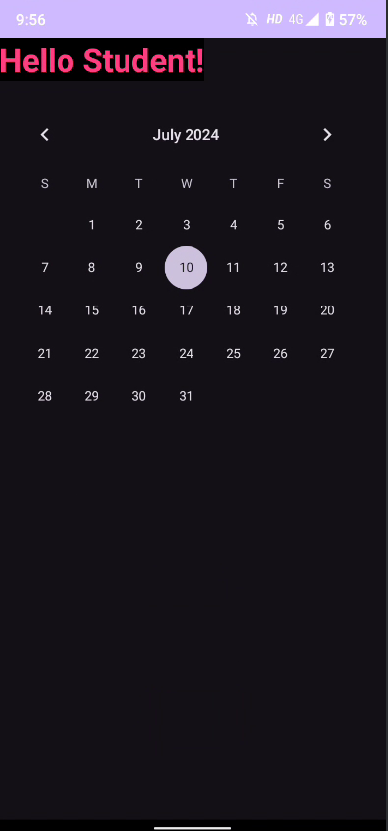 9:56 HD 4G 57%
Hello Student!
July 2024
S M T W T F S
1 2 3 4 5 6
7 8 9 10 11 12 13
14 15 16 17 18 19 20
21 22 23 24 25 26 27
28 29 30 31